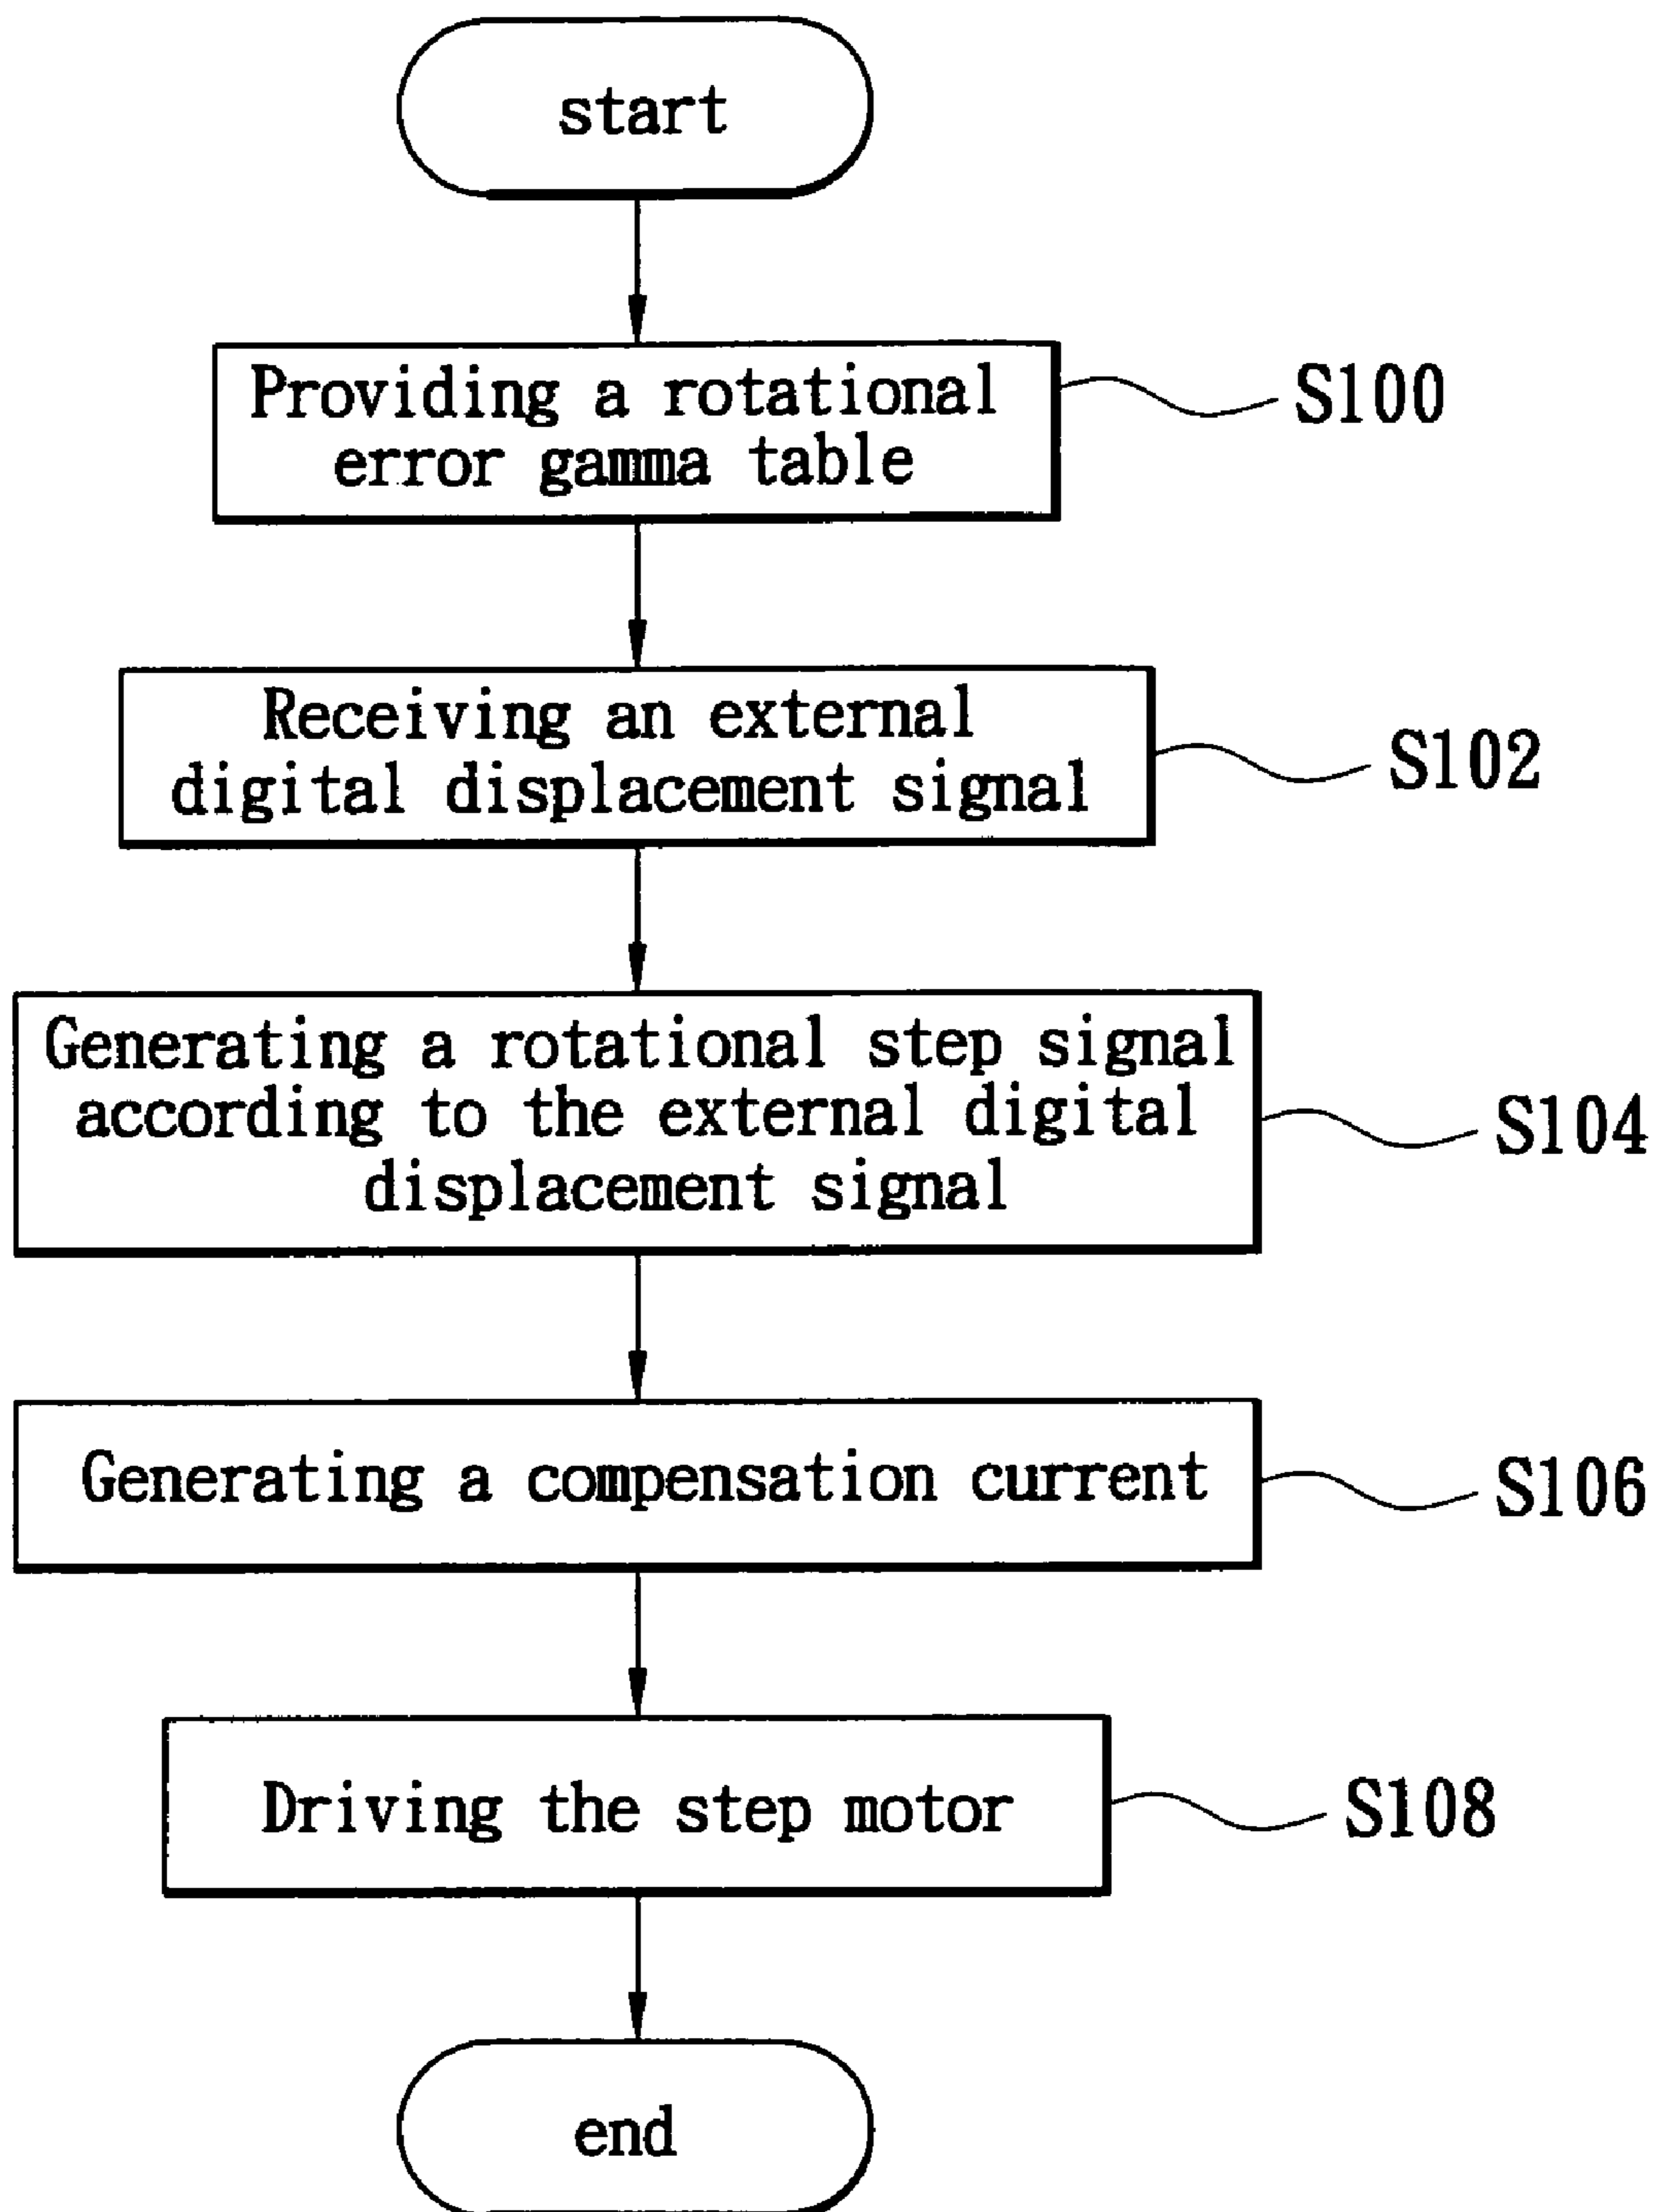 start
Providing a rotational
error gamma table
S100
Receiving an external
digital displacement signal
S102
Generating a rotational step signal
according to the external digital
displacement signal
S104
Generating a compensation current
S106
Driving the step motor
S108
end